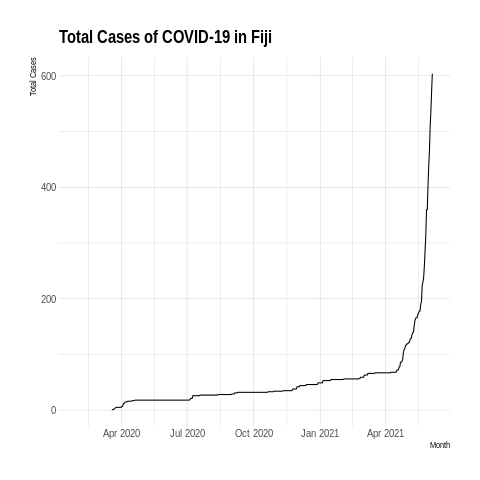 Total Cases of COVID-19 in Fiji
Total Cases
600
400
200
0
Apr 2020 Jul 2020 Oct 2020 Jan 2021 Apr 2021
Month